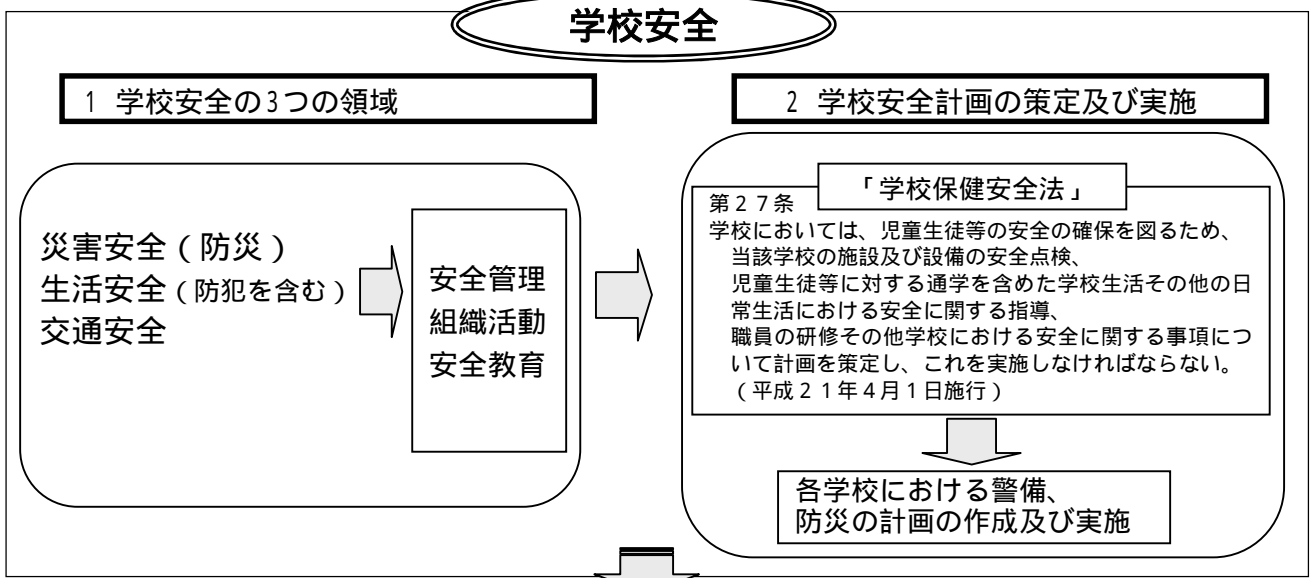 学校安全
1 学校安全の3つの領域
災害安全(防災)
生活安全(防犯を含む)
交通安全
安全管理
組織活動
安全教育
2 学校安全計画の策定及び実施
「学校保健安全法」
第27条
学校においては、児童生徒等の安全の確保を図るため、
当該学校の施設及び設備の安全点検、
児童生徒等に対する通学を含めた学校生活その他の日
常生活における安全に関する指導、
職員の研修その他学校における安全に関する事項につ
いて計画を策定し、これを実施しなければならない。
(平成21年4月1日施行)
各学校における警備、
防災の計画の作成及び実施